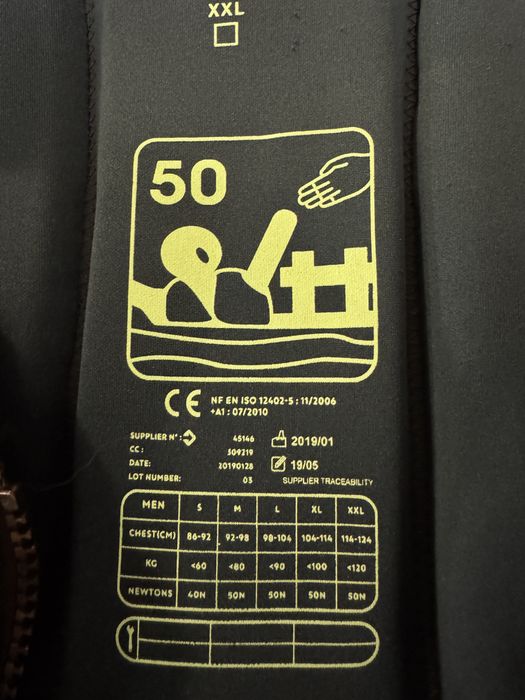 XXL
50
CE NF EN ISO 12402-5 : 11/2006
+A1 : 07/2010
SUPPLIER N° : 45146 2019/01
CC : 309219
DATE: 20190128 19/05
LOT NUMBER: 03 SUPPLIER TRACEABILITY
MEN S M L XL XXL
CHEST(CM) 86-92 92-98 98-104 104-114 114-124
KG <60 <80 <90 <100 <120
NEWTONS 40N 50N 50N 50N 50N